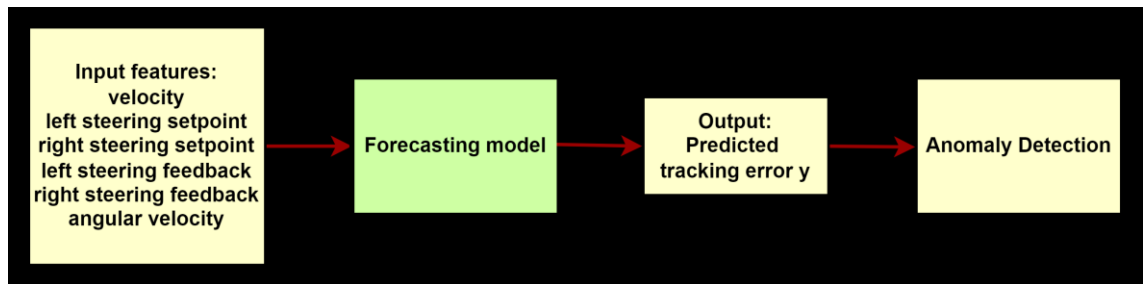 Input features:
velocity
left steering setpoint
right steering setpoint
left steering feedback
right steering feedback
angular velocity
Forecasting model
Output:
Predicted
tracking error y
Anomaly Detection